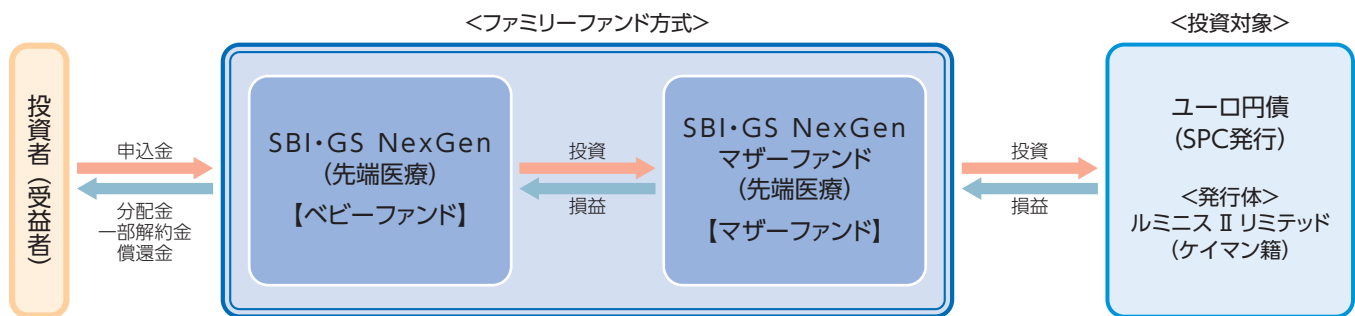 <ファミリーファンド方式>
<投資対象>
投資者（受益者）
申込金
分配金
一部解約金
償還金
SBI・GS NexGen
(先端医療)
【ベビーファンド】
投資
損益
SBI・GS NexGen
マザーファンド
(先端医療)
【マザーファンド】
投資
損益
ユーロ円債
(SPC発行)
<発行体>
ルミニス Ⅱ リミテッド
(ケイマン籍)